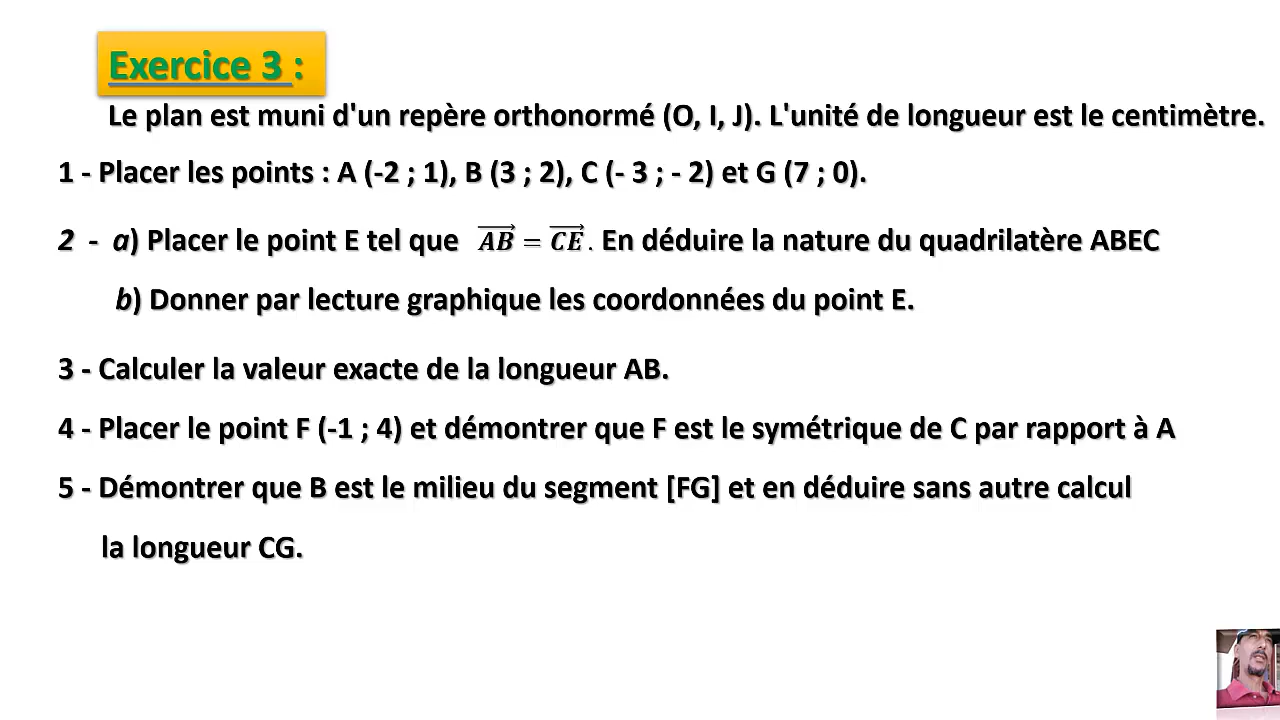 Exercice 3 :
Le plan est muni d'un repère orthonormé (O, I, J). L'unité de longueur est le centimètre.
1 - Placer les points : A (-2 ; 1), B (3 ; 2), C (- 3 ; - 2) et G (7 ; 0).
2 - a) Placer le point E tel que $\overrightarrow{AB} = \overrightarrow{CE}$. En déduire la nature du quadrilatère ABEC
b) Donner par lecture graphique les coordonnées du point E.
3 - Calculer la valeur exacte de la longueur AB.
4 - Placer le point F (-1 ; 4) et démontrer que F est le symétrique de C par rapport à A
5 - Démontrer que B est le milieu du segment [FG] et en déduire sans autre calcul
la longueur CG.